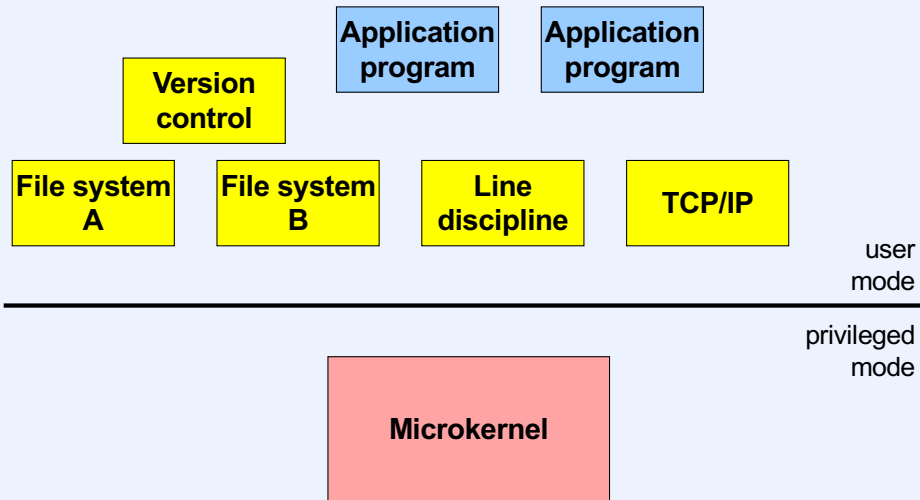 Application
program
Application
program
Version
control
File system
A
File system
B
Line
discipline
TCP/IP
user
mode
privileged
mode
Microkernel